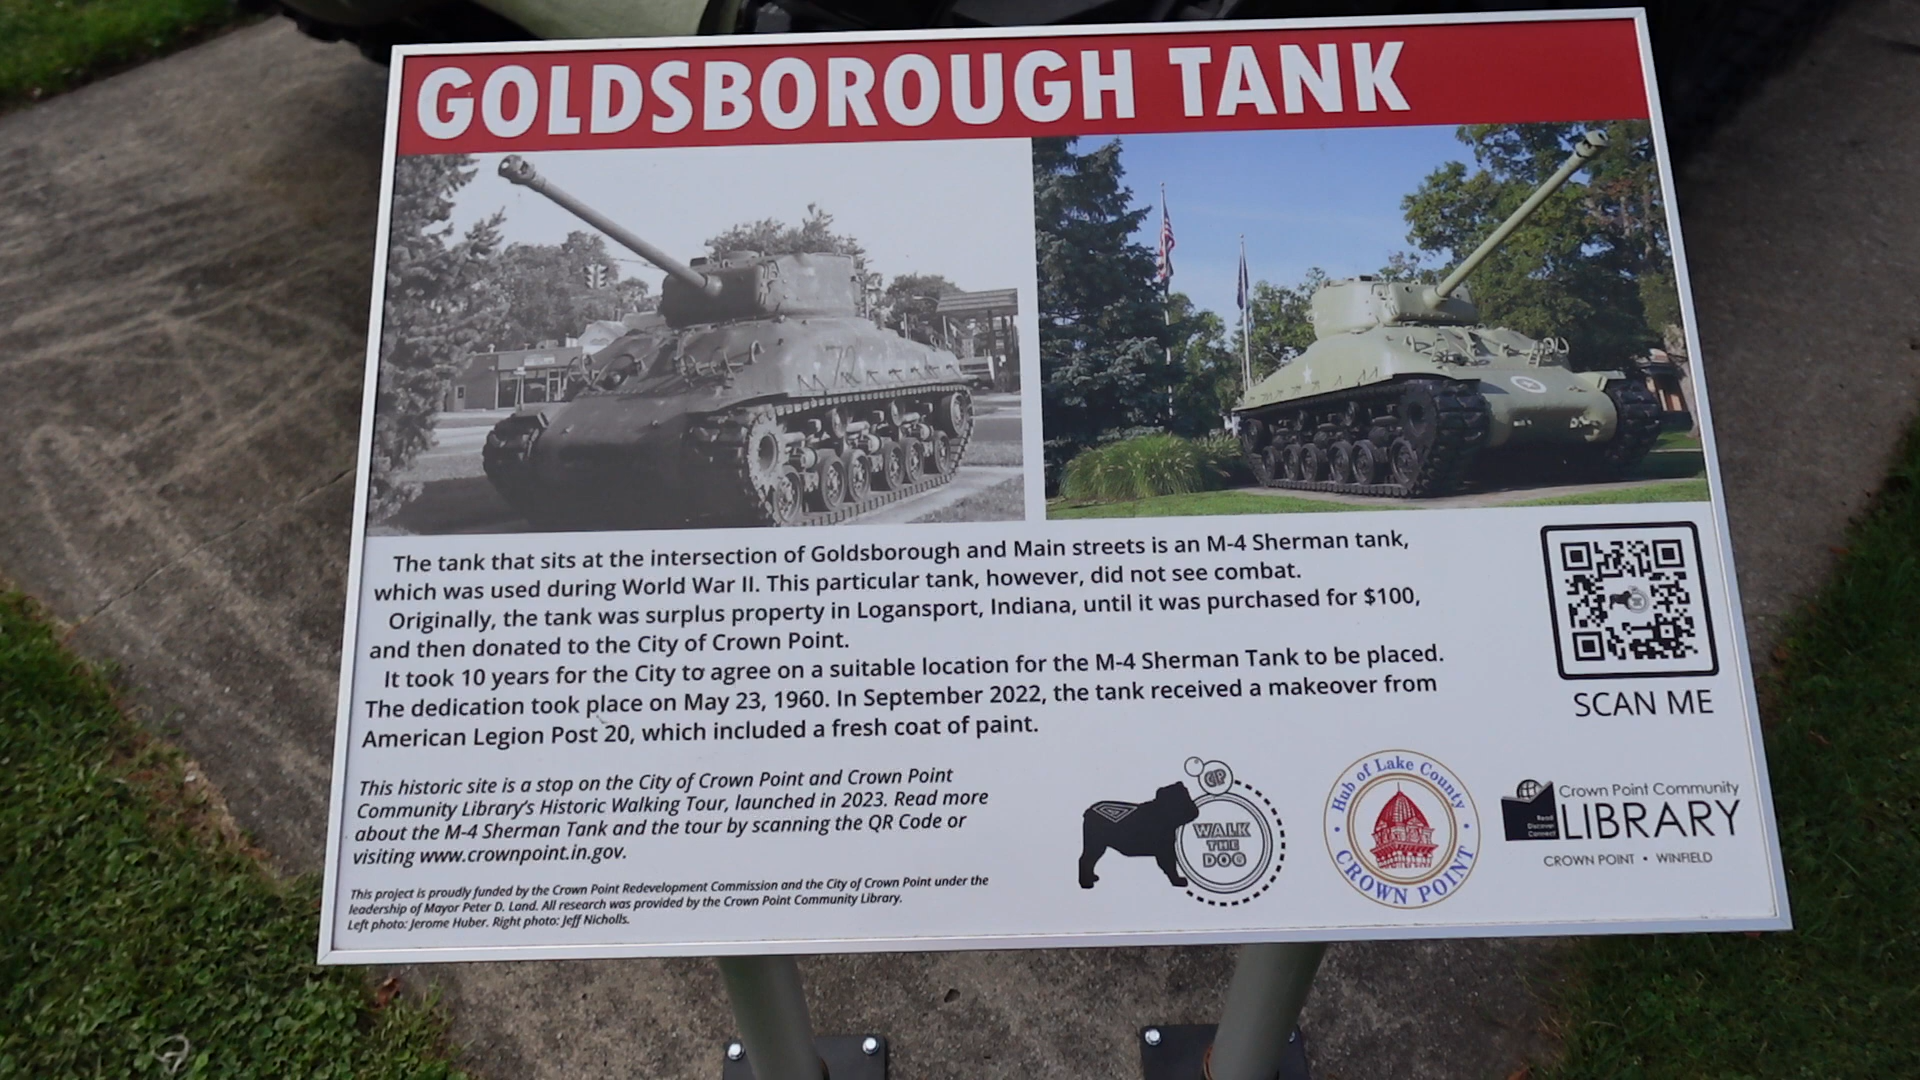 GOLDSBOROUGH TANK
The tank that sits at the intersection of Goldsborough and Main streets is an M-4 Sherman tank,
which was used during World War II. This particular tank, however, did not see combat.
Originally, the tank was surplus property in Logansport, Indiana, until it was purchased for $100,
and then donated to the City of Crown Point.
It took 10 years for the City to agree on a suitable location for the M-4 Sherman Tank to be placed.
The dedication took place on May 23, 1960. In September 2022, the tank received a makeover from
American Legion Post 20, which included a fresh coat of paint.
SCAN ME
This historic site is a stop on the City of Crown Point and Crown Point
Community Library's Historic Walking Tour, launched in 2023. Read more
about the M-4 Sherman Tank and the tour by scanning the QR Code or
visiting www.crownpoint.in.gov.
This project is proudly funded by the Crown Point Redevelopment Commission and the City of Crown Point under the
leadership of Mayor Peter D. Land. All research was provided by the Crown Point Community Library.
Left photo: Jerome Huber. Right photo: Jeff Nicholls.
CP
WALK
THE
DOG
Hub of Lake County
CROWN POINT
Read
Discover
Connect
Crown Point Community
LIBRARY
CROWN POINT • WINFIELD